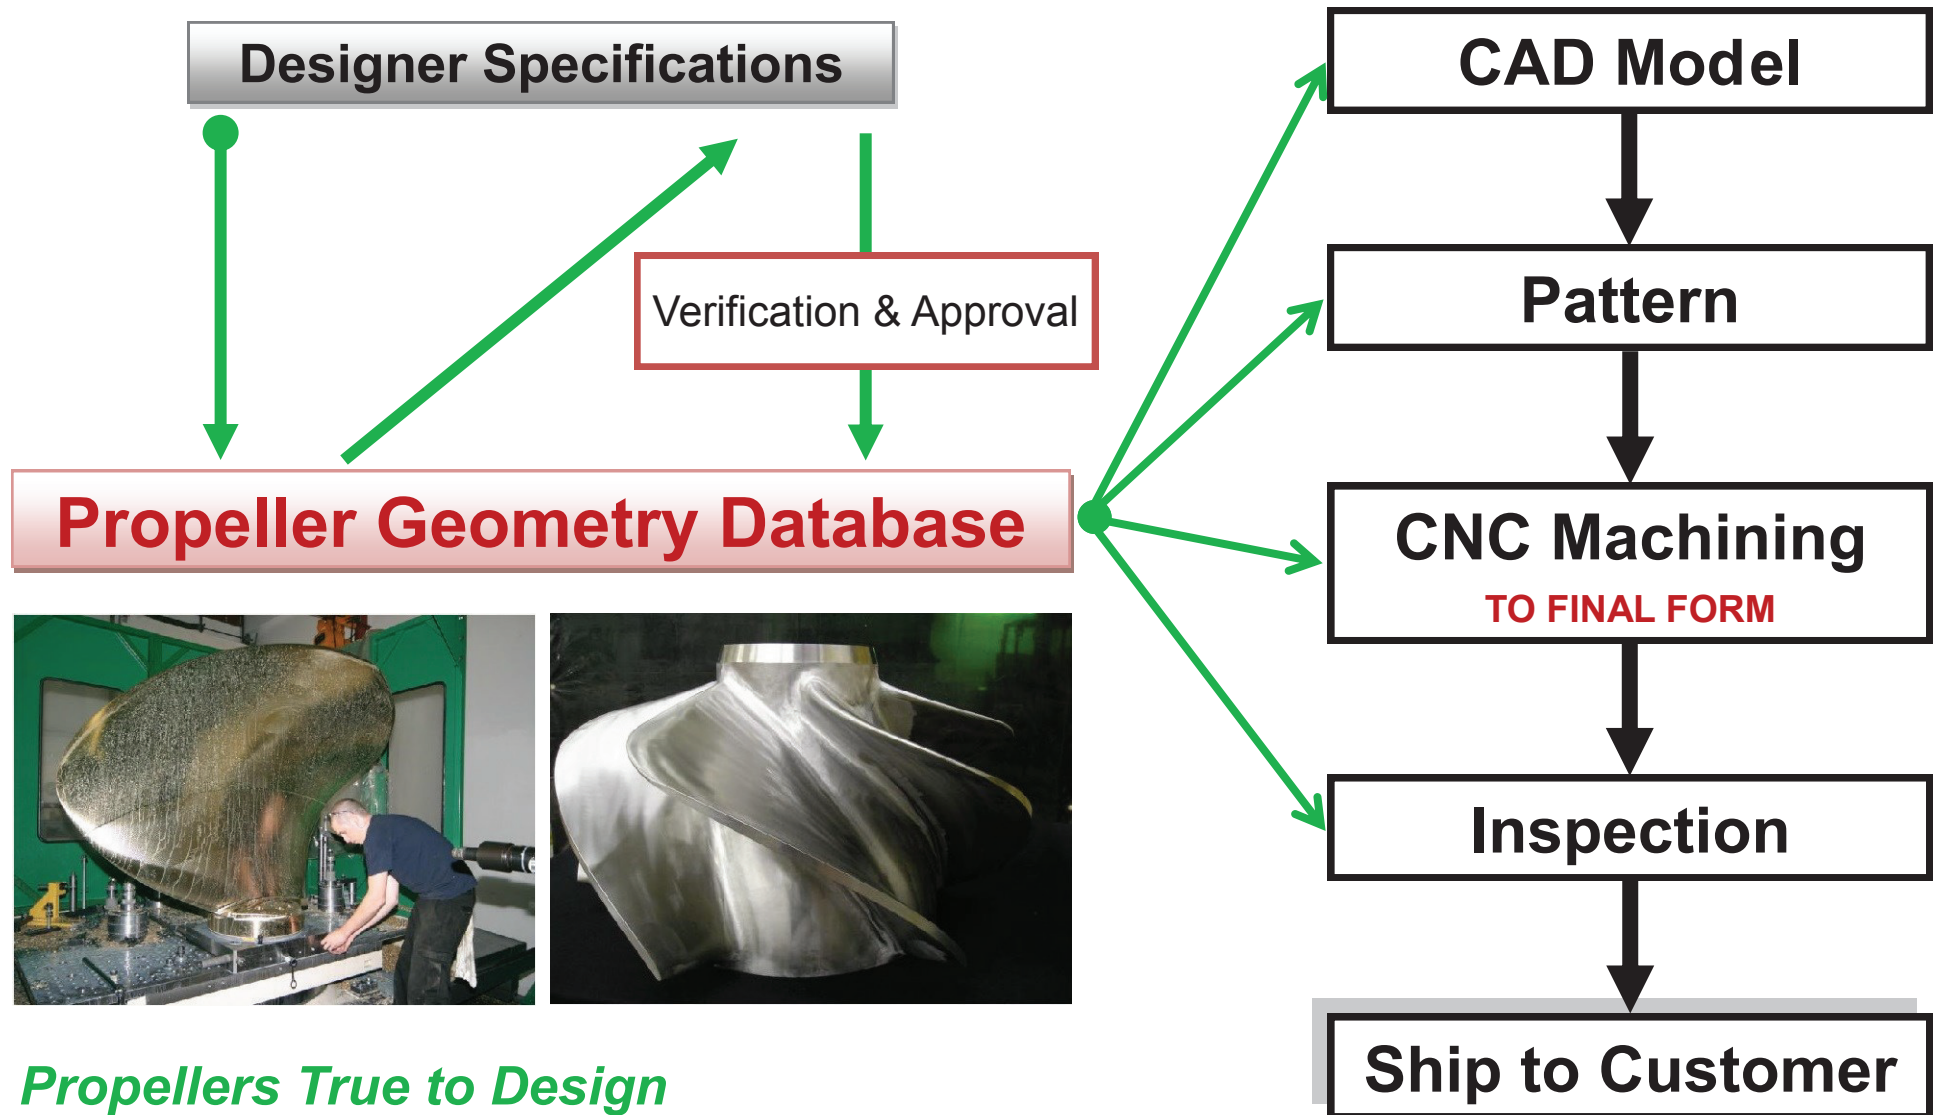 Designer Specifications
Verification & Approval
Propeller Geometry Database
Propellers True to Design
CAD Model
Pattern
CNC Machining
TO FINAL FORM
Inspection
Ship to Customer